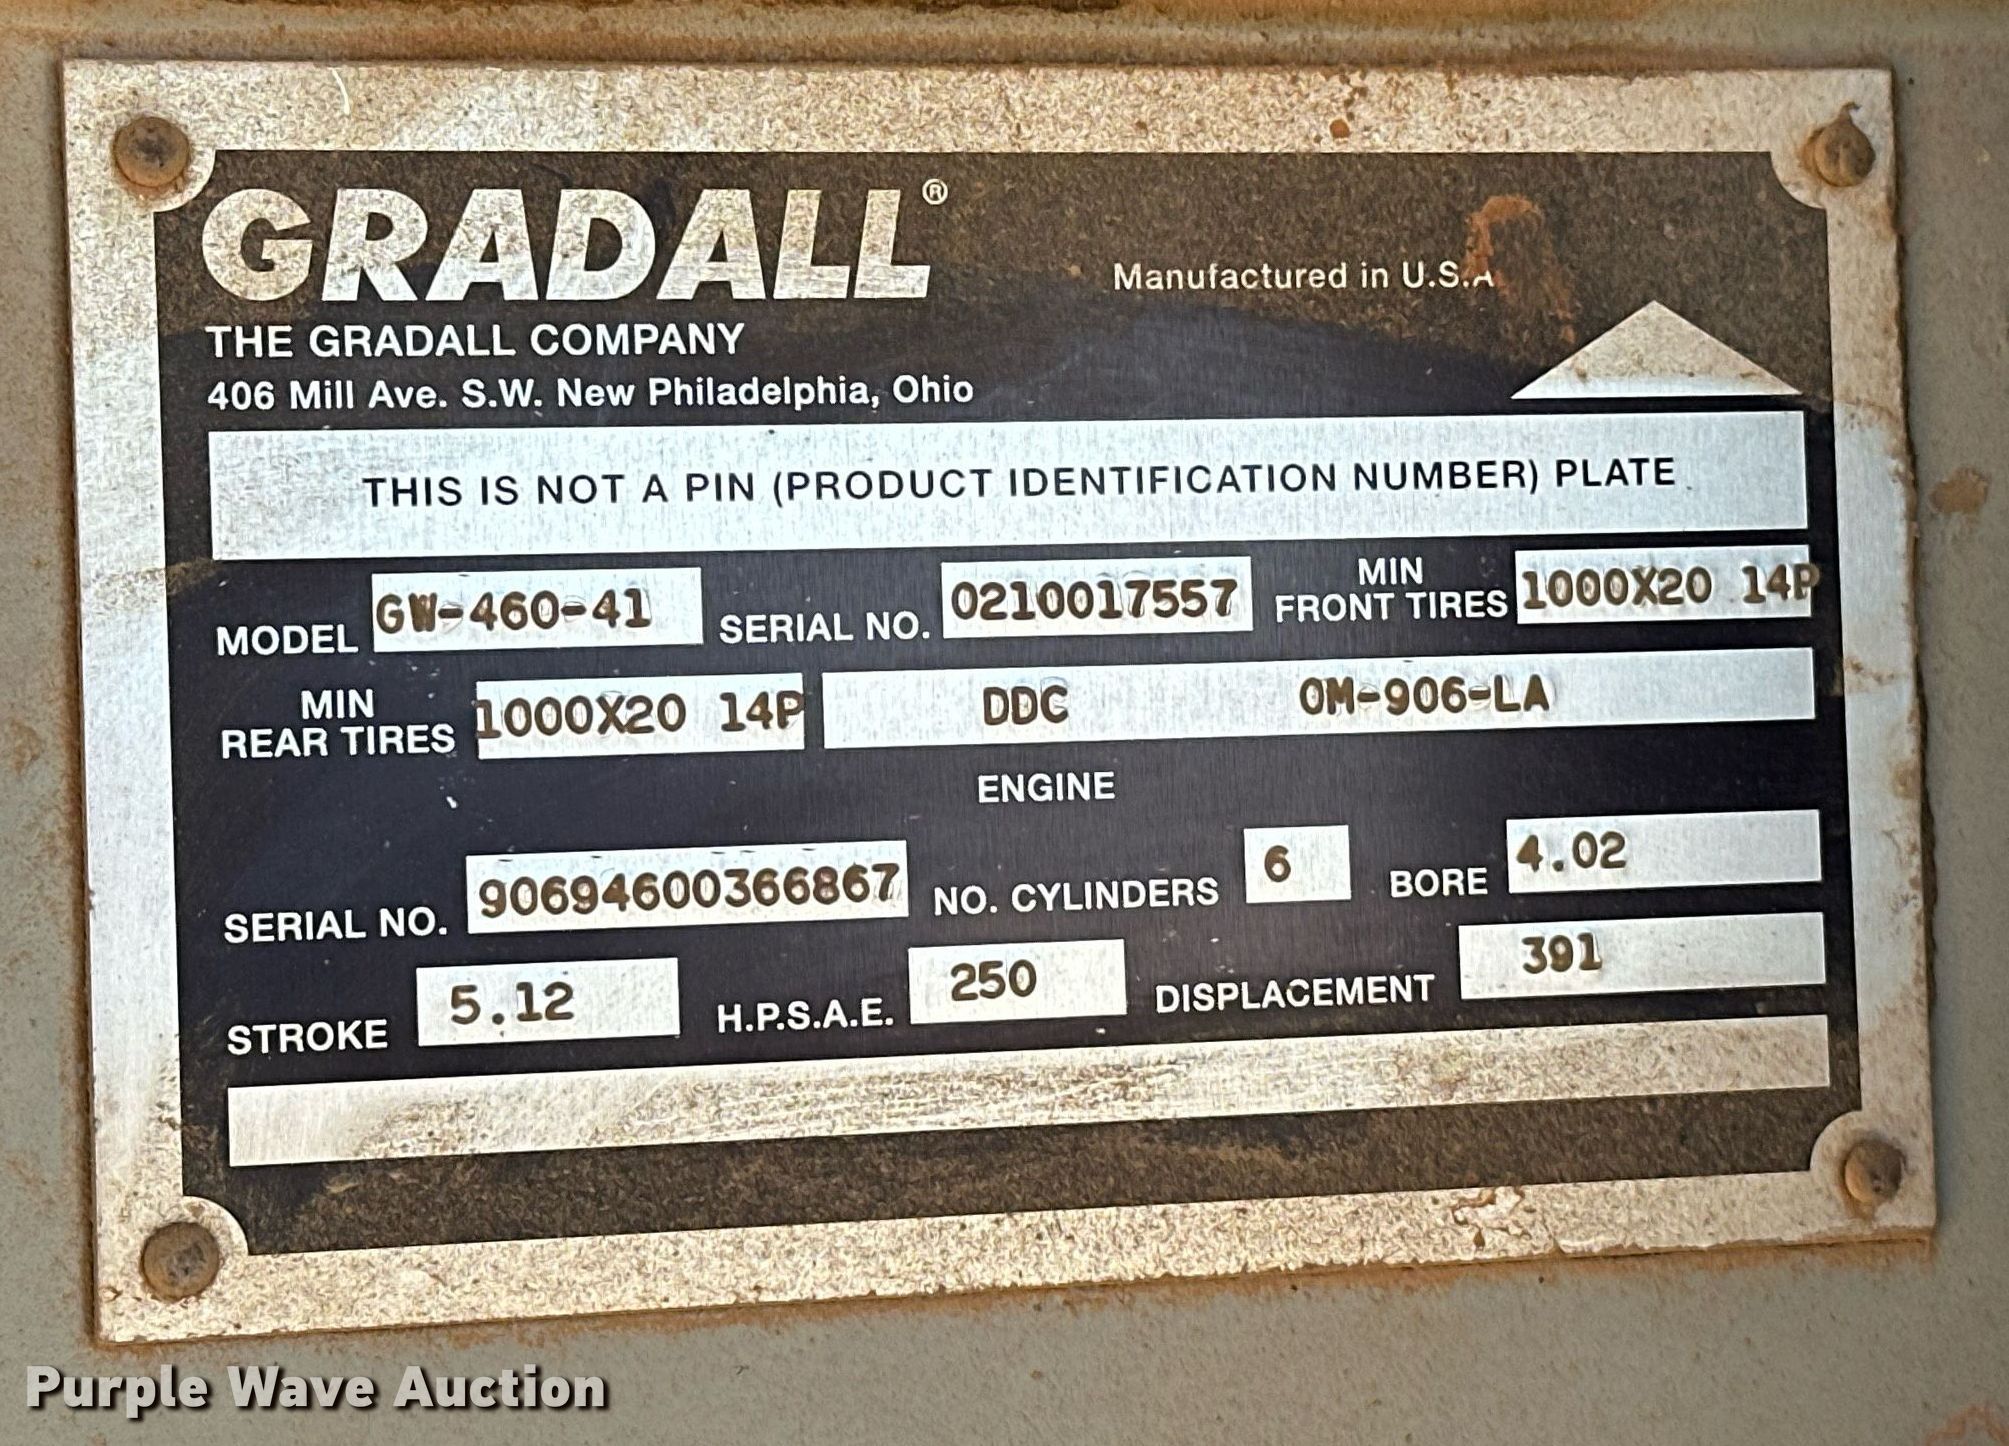 GRADALL®
Manufactured in U.S.A
THE GRADALL COMPANY
406 Mill Ave. S.W. New Philadelphia, Ohio
THIS IS NOT A PIN (PRODUCT IDENTIFICATION NUMBER) PLATE
MODEL GW-460-41 SERIAL NO. 0210017557 MIN FRONT TIRES 1000X20 14P
MIN REAR TIRES 1000X20 14P DDC OM-906-LA
ENGINE
SERIAL NO. 90694600366867 NO. CYLINDERS 6 BORE 4.02
STROKE 5.12 H.P.S.A.E. 250 DISPLACEMENT 391
Purple Wave Auction